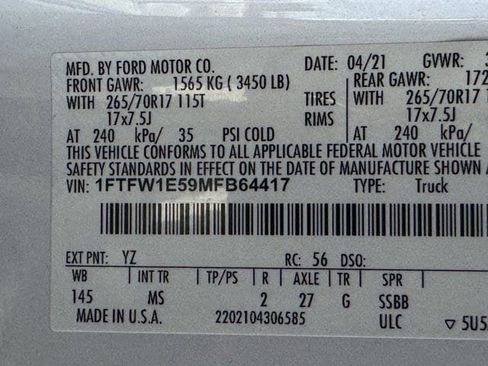 MFD. BY FORD MOTOR CO. DATE: 04/21 GVWR: 3
FRONT GAWR: 1565 KG ( 3450 LB) REAR GAWR: 172
WITH 265/70R17 115T TIRES 265/70R17 1
17x7.5J RIMS 17x7.5J
AT 240 kPa/ 35 PSI COLD AT 240 kPa/
THIS VEHICLE CONFORMS TO ALL APPLICABLE FEDERAL MOTOR VEHICLE
SAFETY STANDARDS IN EFFECT ON THE DATE OF MANUFACTURE
VIN: 1FTFW1E59MFB64417 TYPE: Truck
EXT PNT: YZ RC: 56 DSO:
WB INT TR TP/PS R AXLE TR SPR
145 MS 2 27 G SSBB
MADE IN U.S.A. 2202104306585 ULC ▽ 5U5